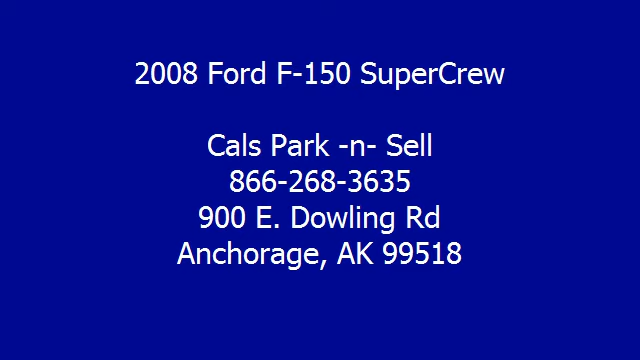 2008 Ford F-150 SuperCrew
Cals Park -n- Sell
866-268-3635
900 E. Dowling Rd
Anchorage, AK 99518